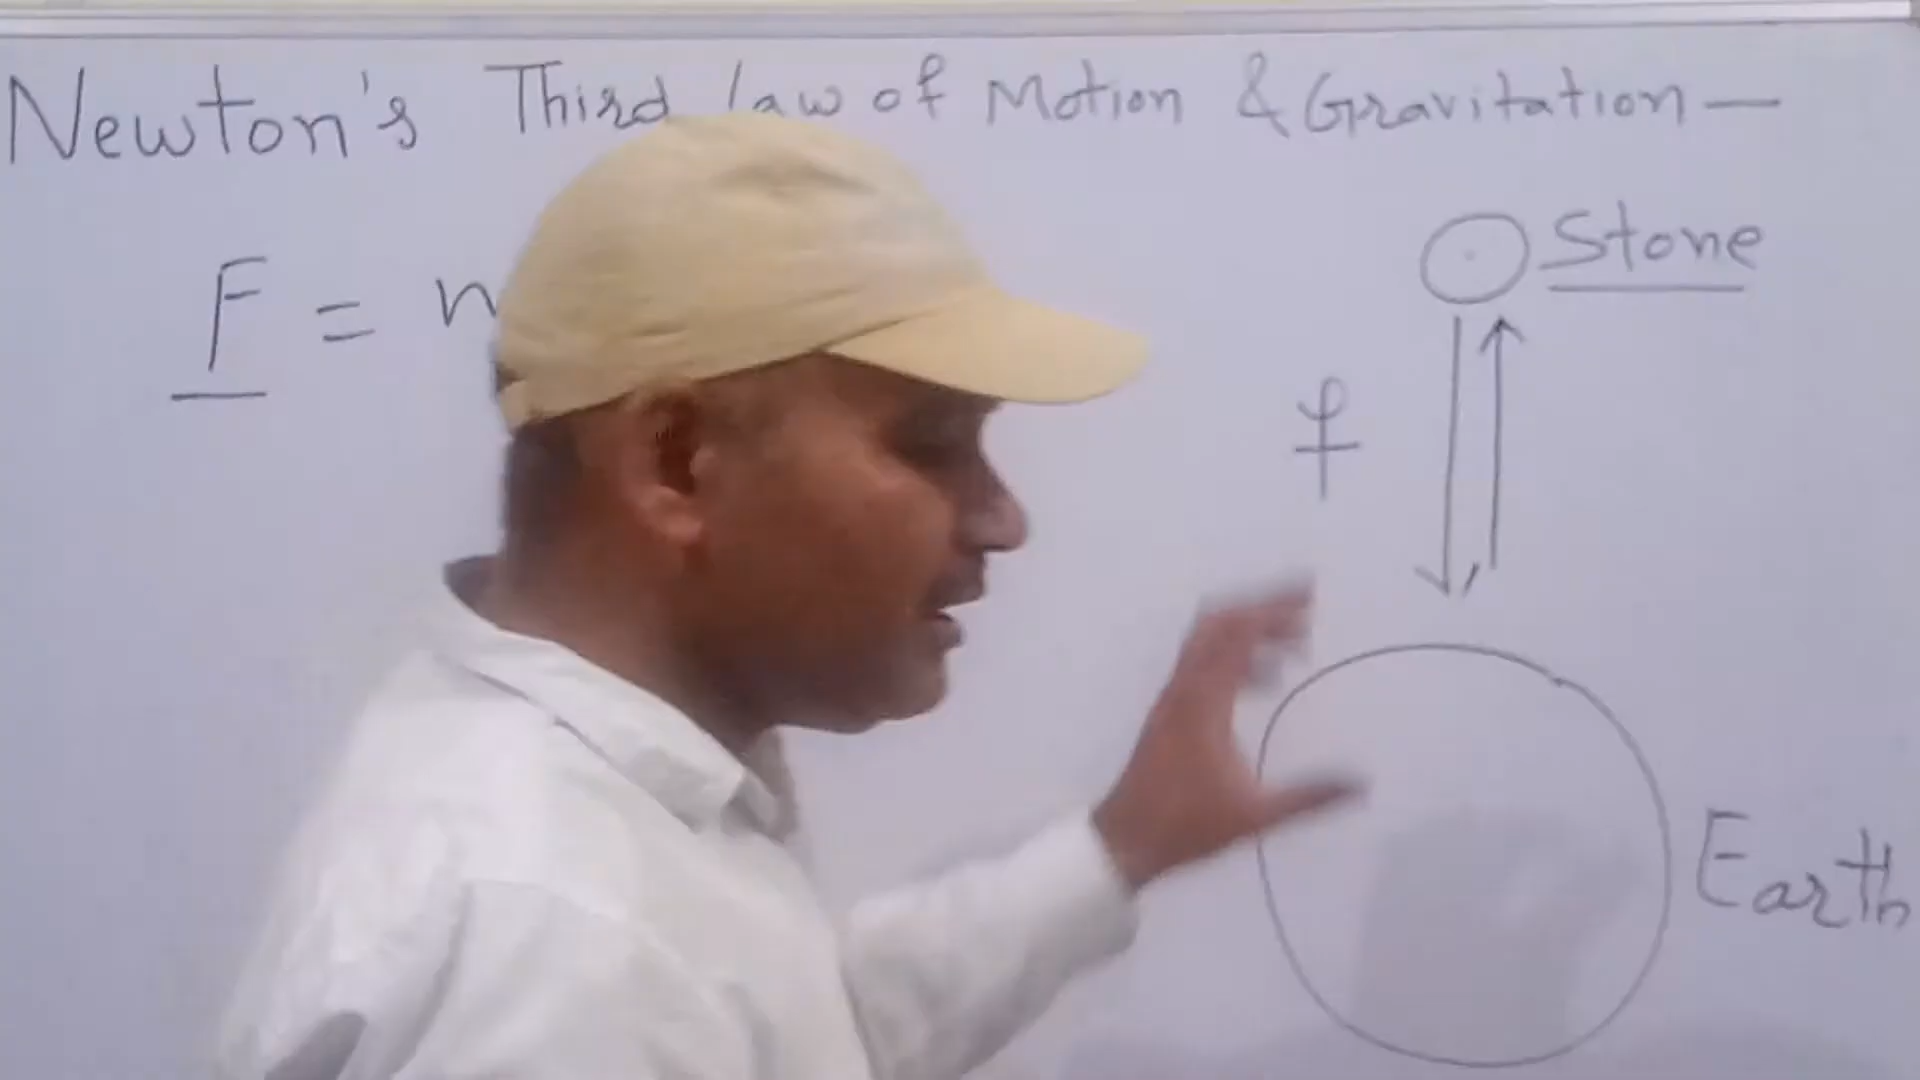 Newton's Third law of Motion & Gravitation —
Stone
F = m
f
Earth